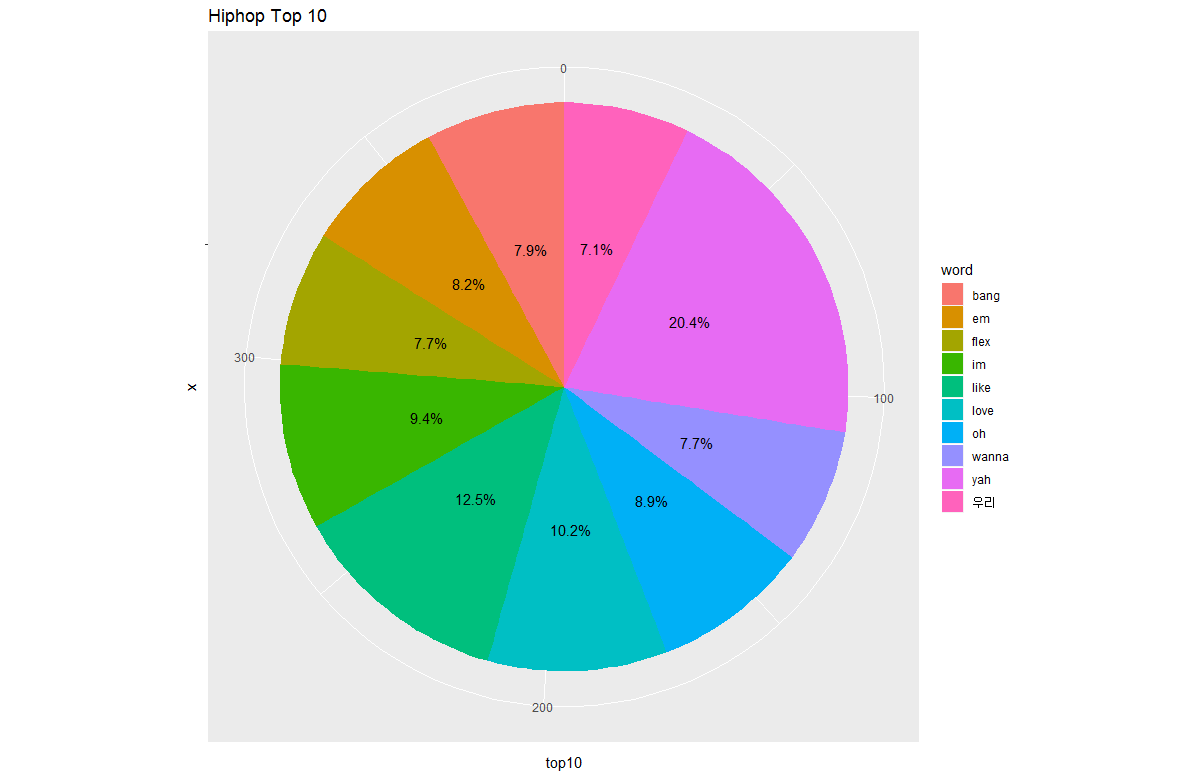 Hiphop Top 10
0
7.9%
7.1%
8.2%
20.4%
7.7%
300
100
9.4%
7.7%
12.5%
8.9%
10.2%
200
x
top10
word
bang
em
flex
im
like
love
oh
wanna
yah
우리